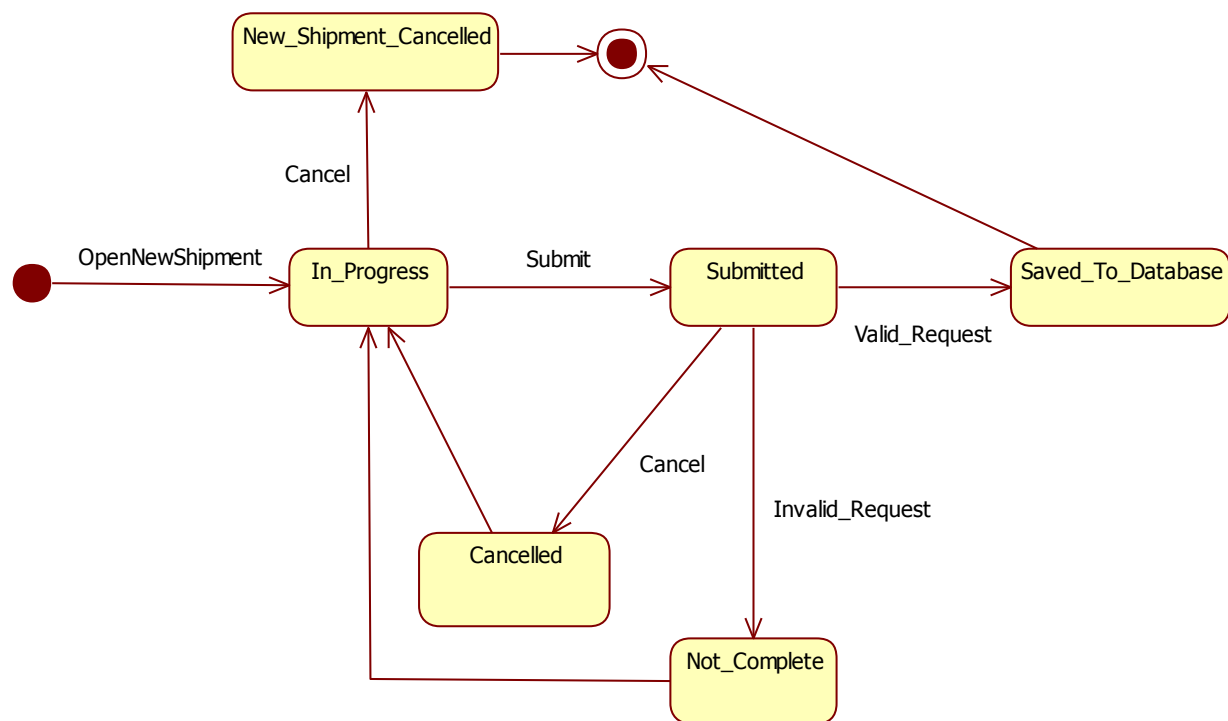 New_Shipment_Cancelled
Cancel
OpenNewShipment
In_Progress
Submit
Submitted
Valid_Request
Saved_To_Database
Cancel
Invalid_Request
Cancelled
Not_Complete